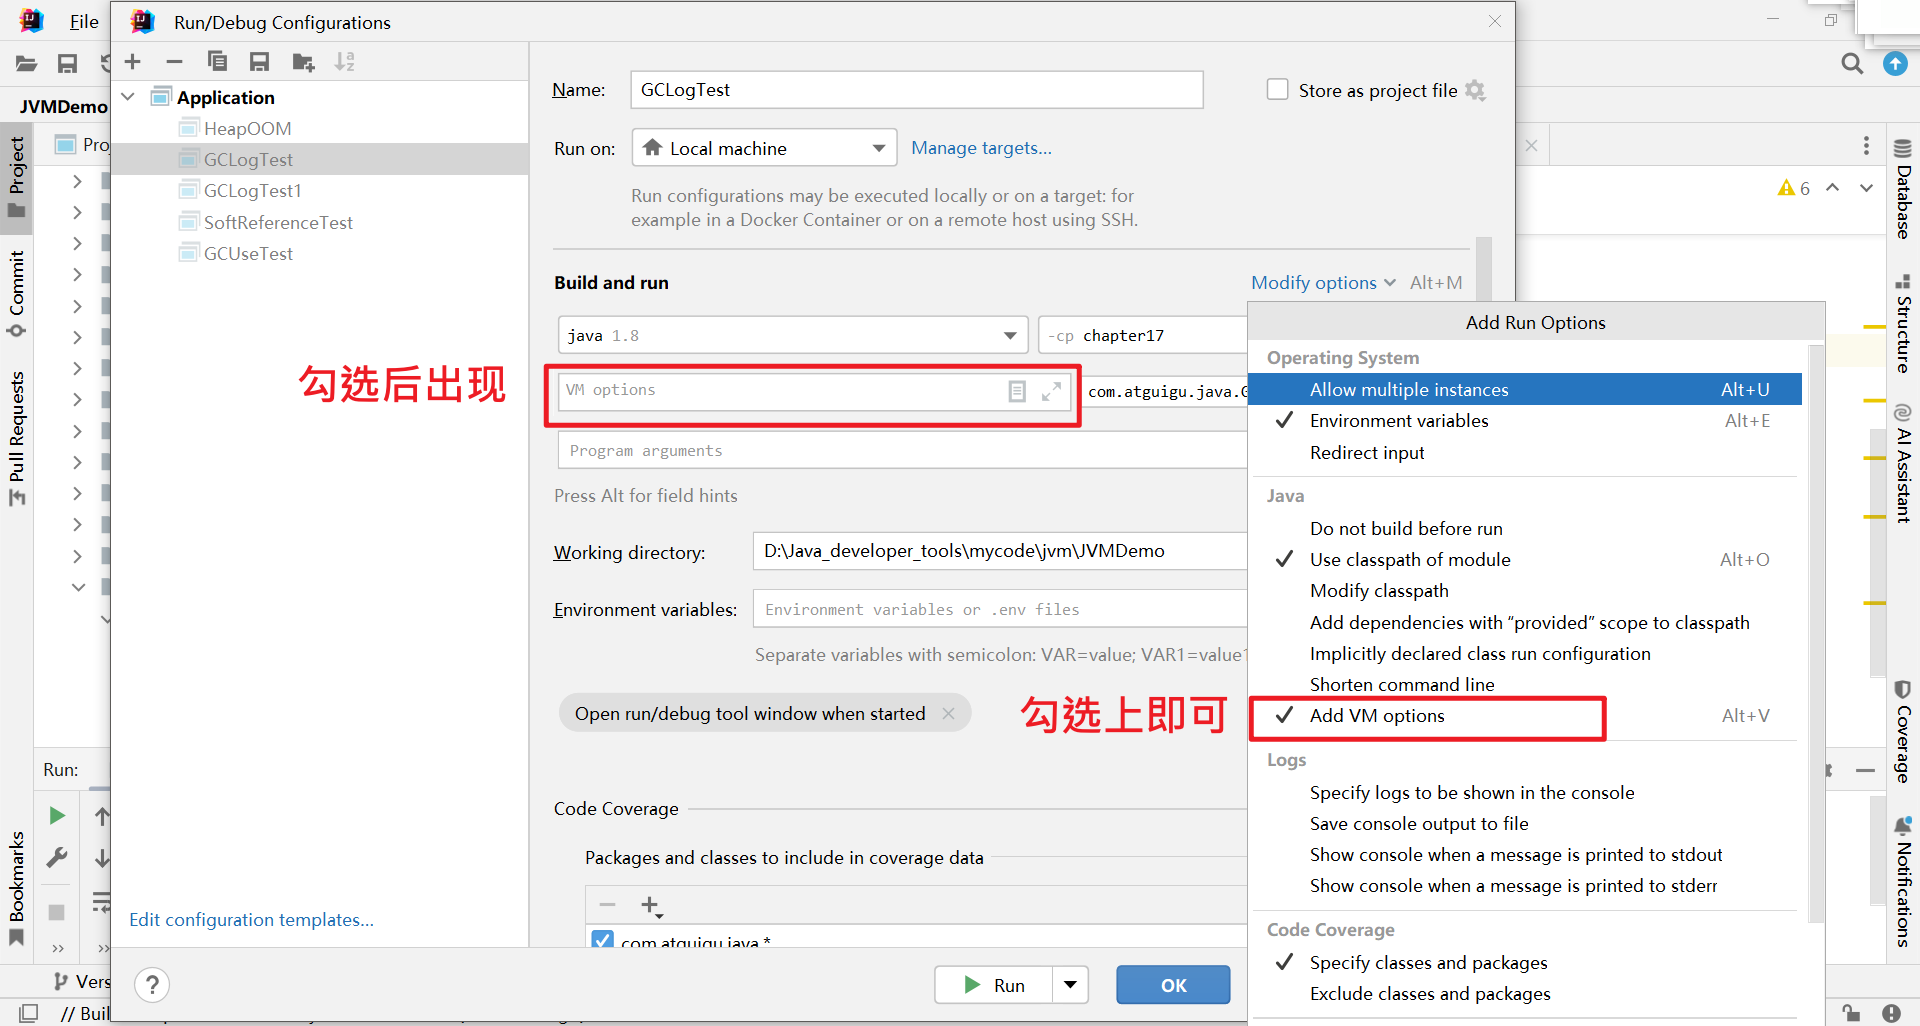 File
Run/Debug Configurations
JVMDemo
Project
Commit
Pull Requests
Bookmarks
Application
HeapOOM
GCLogTest
GCLogTest1
SoftReferenceTest
GCUseTest
Edit configuration templates...
Name:
GCLogTest
Store as project file
Run on:
Local machine
Manage targets...
Run configurations may be executed locally or on a target: for
example in a Docker Container or on a remote host using SSH.
Build and run
Modify options
Alt+M
java 1.8
-cp chapter17
勾選后出现
VM options
com.atguigu.java.G
Program arguments
Press Alt for field hints
Working directory:
D:\Java_developer_tools\mycode\jvm\JVMDemo
Environment variables:
Environment variables or .env files
Separate variables with semicolon: VAR=value; VAR1=value1
Open run/debug tool window when started
勾选上即可
Code Coverage
Packages and classes to include in coverage data
com.atguigu.java.*
Run
OK
Add Run Options
Operating System
Allow multiple instances Alt+U
Environment variables Alt+E
Redirect input
Java
Do not build before run
Use classpath of module Alt+O
Modify classpath
Add dependencies with “provided” scope to classpath
Implicitly declared class run configuration
Shorten command line
Add VM options Alt+V
Logs
Specify logs to be shown in the console
Save console output to file
Show console when a message is printed to stdout
Show console when a message is printed to stderr
Code Coverage
Specify classes and packages
Exclude classes and packages
6
Database
Structure
AI Assistant
Coverage
Notifications
Pro
Run:
Vers
// Buil